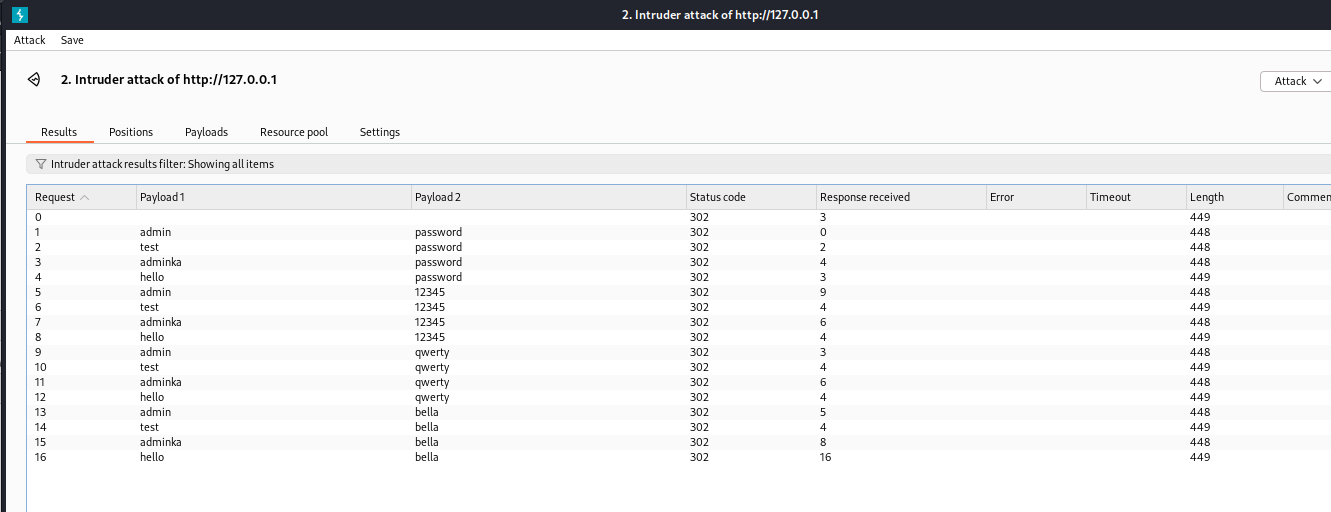 2. Intruder attack of http://127.0.0.1
Attack Save
2. Intruder attack of http://127.0.0.1
Attack
Results Positions Payloads Resource pool Settings
Intruder attack results filter: Showing all items
Request Payload 1 Payload 2 Status code Response received Error Timeout Length Commen
0 302 3 449
1 admin password 302 0 448
2 test password 302 2 448
3 adminka password 302 4 448
4 hello password 302 3 449
5 admin 12345 302 9 448
6 test 12345 302 4 449
7 adminka 12345 302 6 448
8 hello 12345 302 4 449
9 admin qwerty 302 3 448
10 test qwerty 302 4 449
11 adminka qwerty 302 6 448
12 hello qwerty 302 4 449
13 admin bella 302 5 448
14 test bella 302 4 449
15 adminka bella 302 8 448
16 hello bella 302 16 449